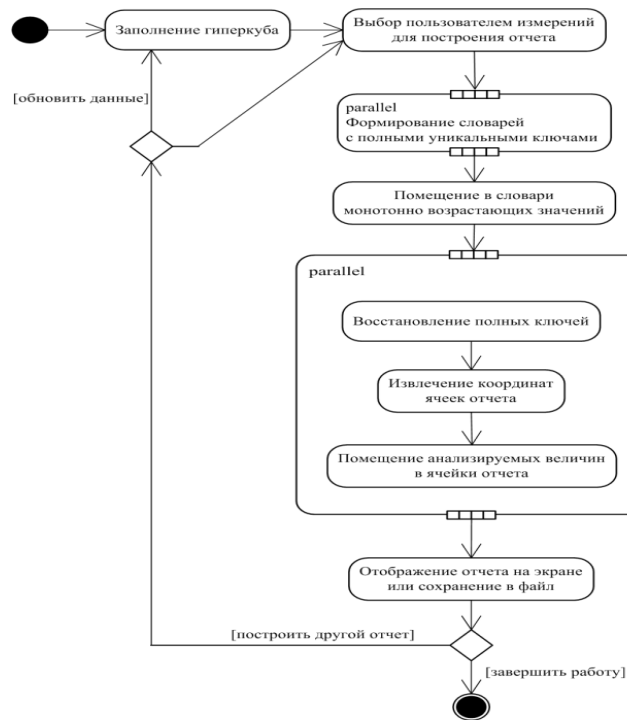 Заполнение гиперкуба
Выбор пользователем измерений
для построения отчета
[обновить данные]
parallel
Формирование словарей
с полными уникальными ключами
Помещение в словари
монотонно возрастающих значений
parallel
Восстановление полных ключей
Извлечение координат
ячеек отчета
Помещение анализируемых величин
в ячейки отчета
Отображение отчета на экране
или сохранение в файл
[построить другой отчет]
[завершить работу]